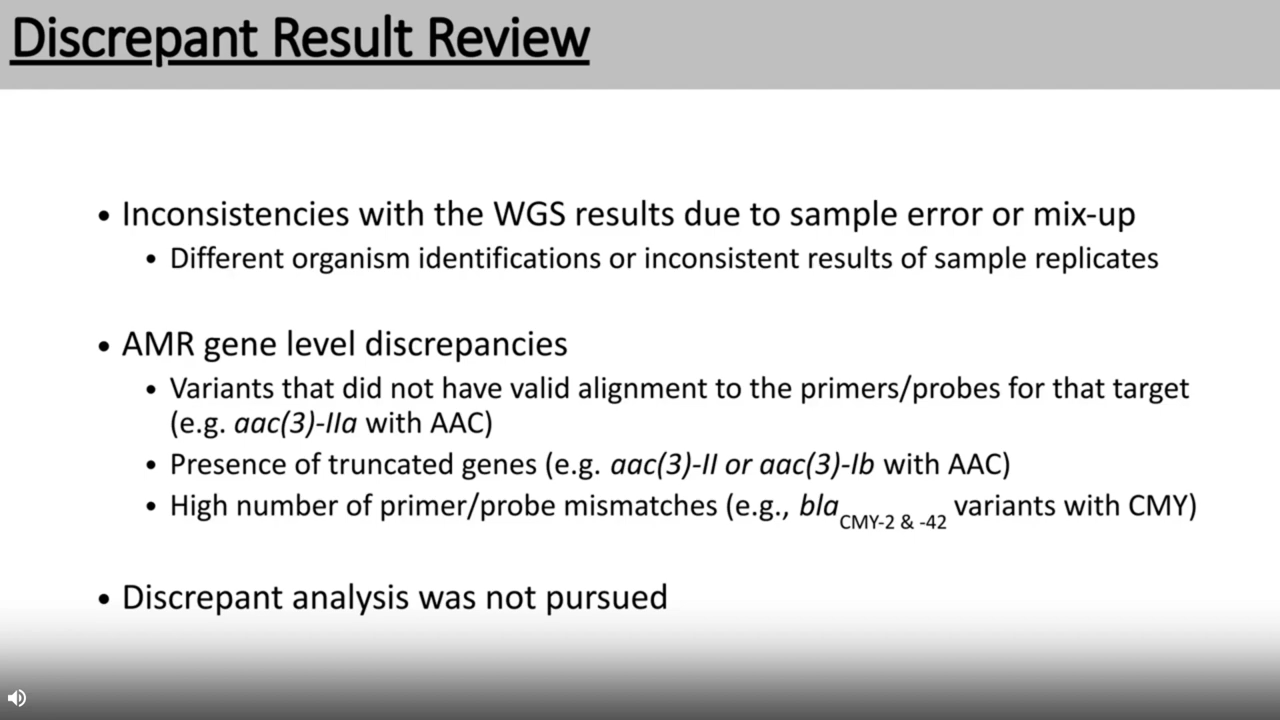 Discrepant Result Review
• Inconsistencies with the WGS results due to sample error or mix-up
• Different organism identifications or inconsistent results of sample replicates
• AMR gene level discrepancies
• Variants that did not have valid alignment to the primers/probes for that target
(e.g. aac(3)-IIa with AAC)
• Presence of truncated genes (e.g. aac(3)-II or aac(3)-Ib with AAC)
• High number of primer/probe mismatches (e.g., bla CMY-2 & -42 variants with CMY)
• Discrepant analysis was not pursued